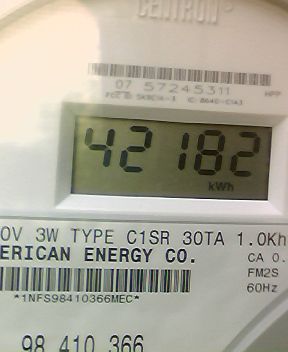 CENTRON®
07 57245311
HPP
42182
kWh
0V 3W TYPE C1SR 30TA 1.0Kh
ERICAN ENERGY CO.
CA 0.
FM2S
60Hz
*1NFS98410366MEC*
98 410 366